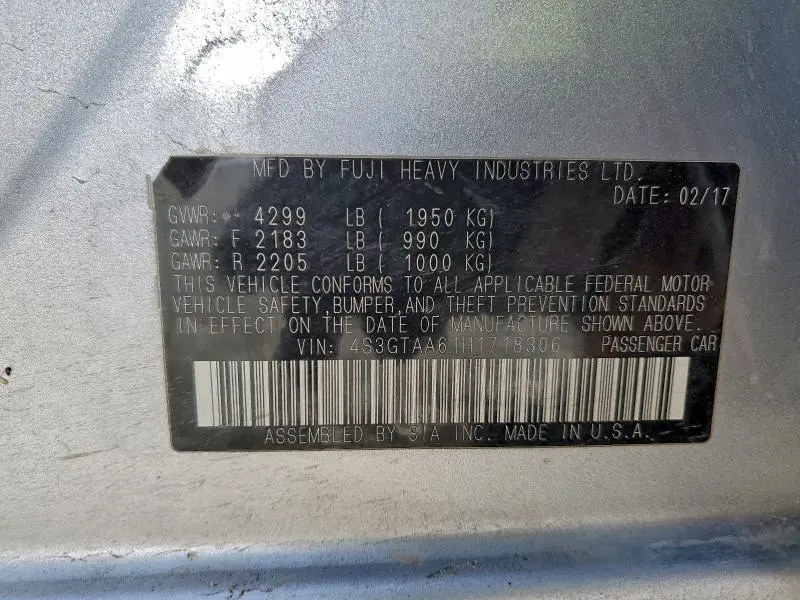 MFD BY FUJI HEAVY INDUSTRIES LTD.
DATE: 02/17
GVWR: 4299 LB ( 1950 KG)
GAWR: F 2183 LB ( 990 KG)
GAWR: R 2205 LB ( 1000 KG)
THIS VEHICLE CONFORMS TO ALL APPLICABLE FEDERAL MOTOR
VEHICLE SAFETY, BUMPER, AND THEFT PREVENTION STANDARDS
IN EFFECT ON THE DATE OF MANUFACTURE SHOWN ABOVE.
VIN: 4S3GTAA61H1718306 PASSENGER CAR
ASSEMBLED BY SIA INC. MADE IN U.S.A.